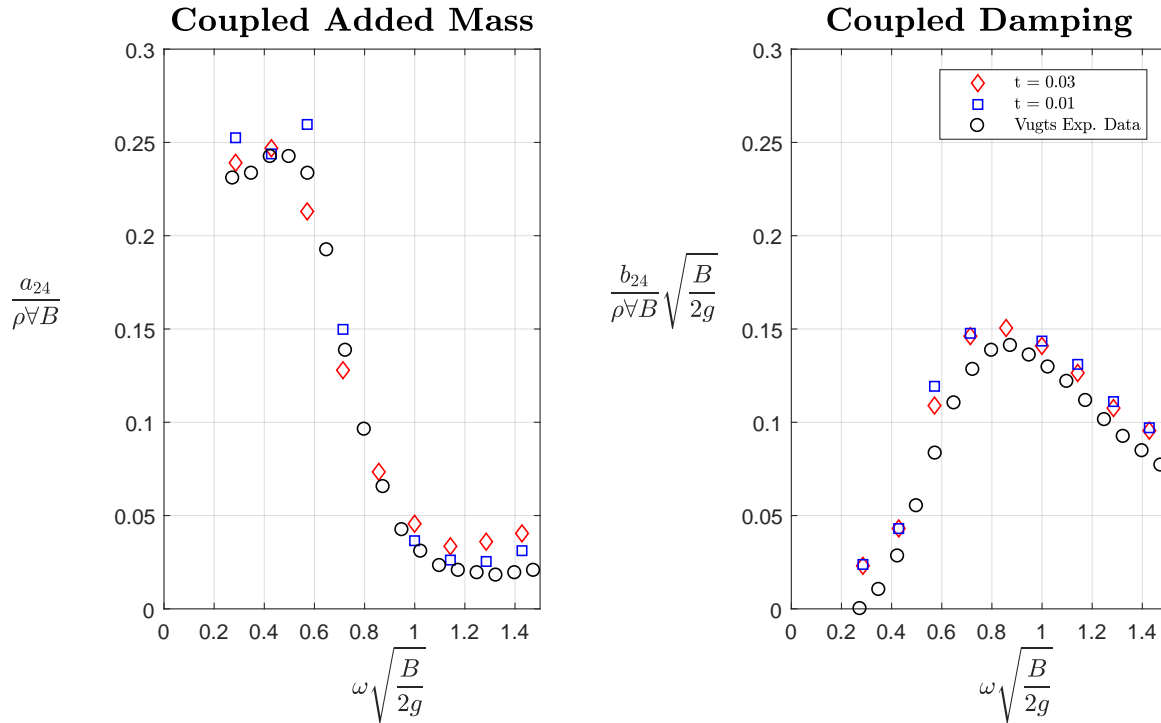 Coupled Added Mass
0.3
0.25
0.2
0.15
0.1
0.05
0
0 0.2 0.4 0.6 0.8 1 1.2 1.4
a₂₄
ρ∀B
ω√(B/2g)
Coupled Damping
0.3
0.25
0.2
0.15
0.1
0.05
0
0 0.2 0.4 0.6 0.8 1 1.2 1.4
b₂₄/ρ∀B √(B/2g)
ω√(B/2g)
t = 0.03
t = 0.01
Vugts Exp. Data